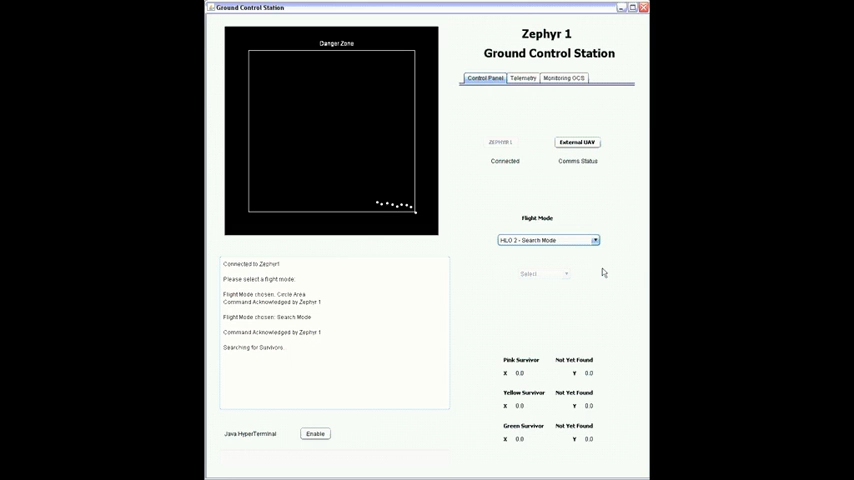 Ground Control Station
Danger Zone
Zephyr 1
Ground Control Station
Control Panel
Telemetry
Monitoring OCS
ZEPHYR 1
External UAV
Connected
Comms Status
Flight Mode
HLO 2 - Search Mode
Select
Connected to Zephyr1
Please select a flight mode:
Flight Mode chosen: Circle Area
Command Acknowledged by Zephyr 1
Flight Mode chosen: Search Mode
Command Acknowledged by Zephyr 1
Searching for Survivors.
Pink Survivor Not Yet Found
X 0.0 Y 0.0
Yellow Survivor Not Yet Found
X 0.0 Y 0.0
Green Survivor Not Yet Found
X 0.0 Y 0.0
Java HyperTerminal
Enable